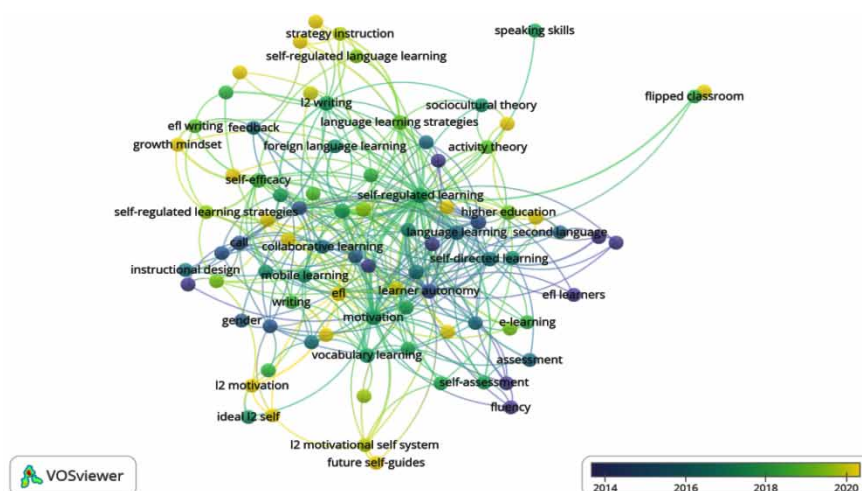 strategy instruction
speaking skills
self-regulated language learning
flipped classroom
l2 writing
sociocultural theory
language learning strategies
efl writing
feedback
growth mindset
foreign language learning
activity theory
self-efficacy
self-regulated learning
self-regulated learning strategies
higher education
language learning
second language
call
collaborative learning
self-directed learning
instructional design
mobile learning
learner autonomy
efl
efl learners
writing
gender
motivation
e-learning
vocabulary learning
assessment
l2 motivation
self-assessment
ideal l2 self
fluency
l2 motivational self system
future self-guides
VOSviewer
2014
2016
2018
2020